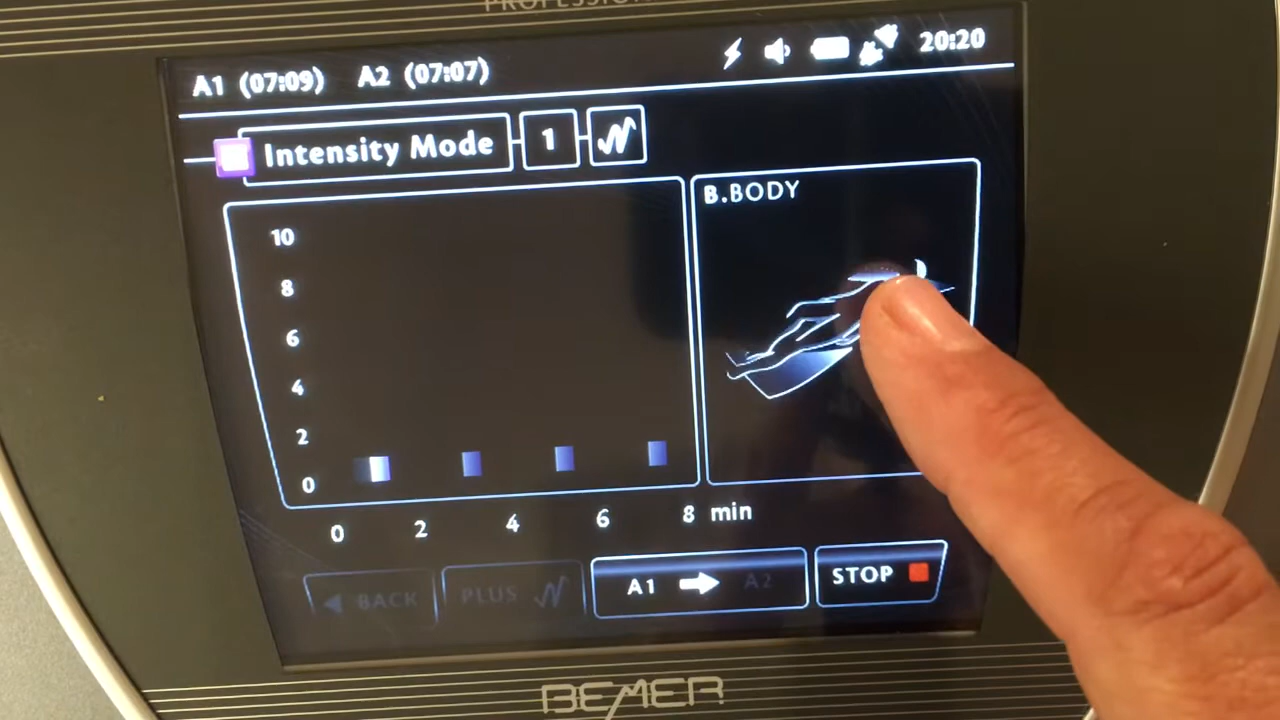 A1 (07:09) A2 (07:07) 20:20
Intensity Mode 1
B.BODY
10
8
6
4
2
0
0 2 4 6 8 min
BACK PLUS A1 A2 STOP
BEMER